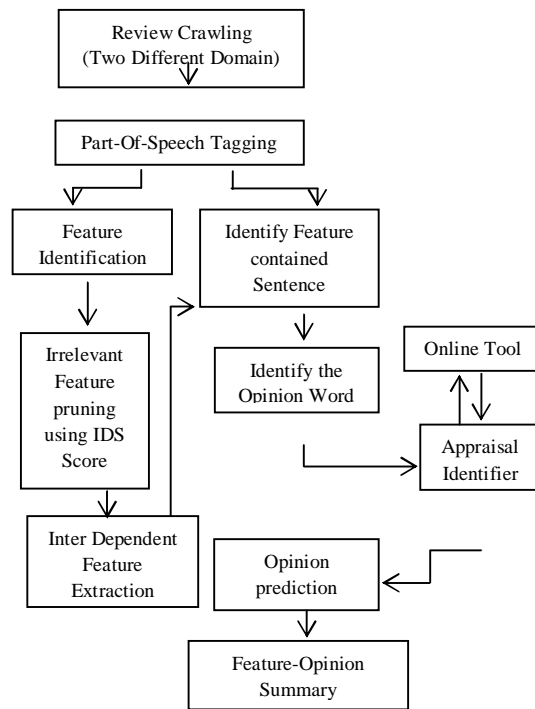 Review Crawling
(Two Different Domain)
Part-Of-Speech Tagging
Feature
Identification
Identify Feature
contained
Sentence
Irrelevant
Feature
pruning
using IDS
Score
Identify the
Opinion Word
Online Tool
Appraisal
Identifier
Inter Dependent
Feature
Extraction
Opinion
prediction
Feature-Opinion
Summary